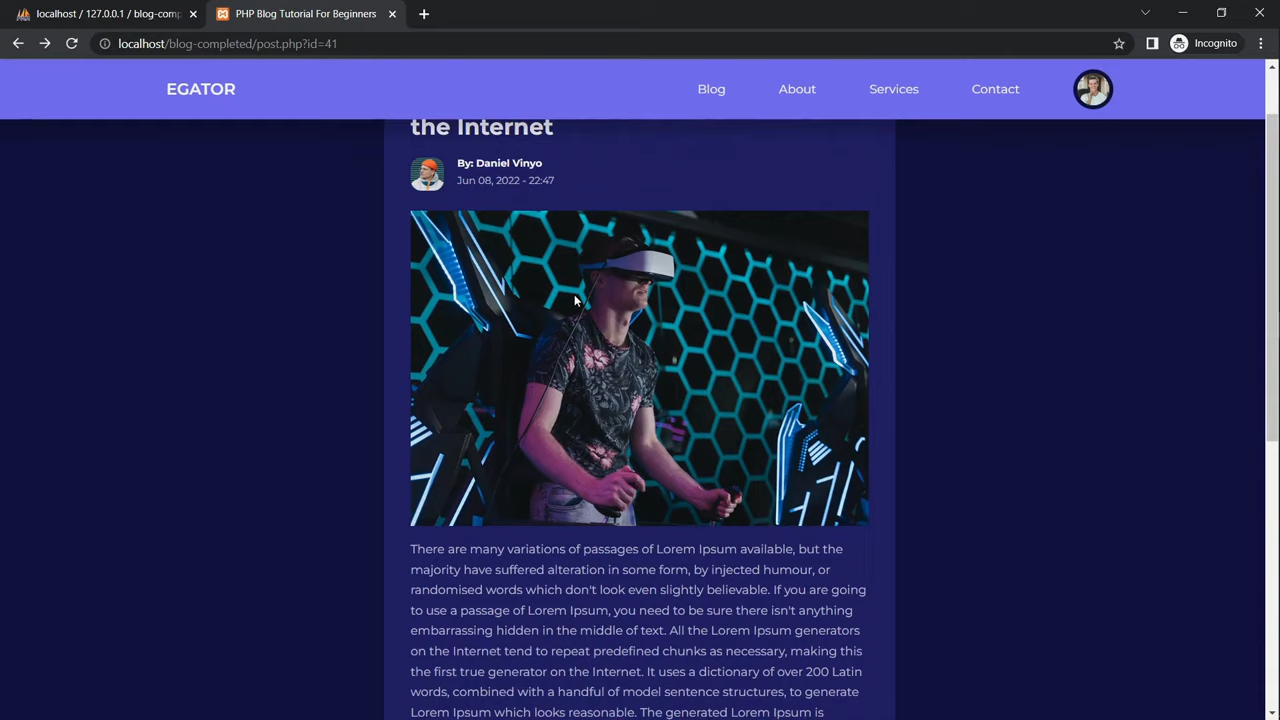 localhost / 127.0.0.1 / blog-comp
PHP Blog Tutorial For Beginners
localhost/blog-completed/post.php?id=41
Incognito
EGATOR
Blog
About
Services
Contact
the Internet
By: Daniel Vinyo
Jun 08, 2022 - 22:47
There are many variations of passages of Lorem Ipsum available, but the
majority have suffered alteration in some form, by injected humour, or
randomised words which don't look even slightly believable. If you are going
to use a passage of Lorem Ipsum, you need to be sure there isn't anything
embarrassing hidden in the middle of text. All the Lorem Ipsum generators
on the Internet tend to repeat predefined chunks as necessary, making this
the first true generator on the Internet. It uses a dictionary of over 200 Latin
words, combined with a handful of model sentence structures, to generate
Lorem Ipsum which looks reasonable. The generated Lorem Ipsum is